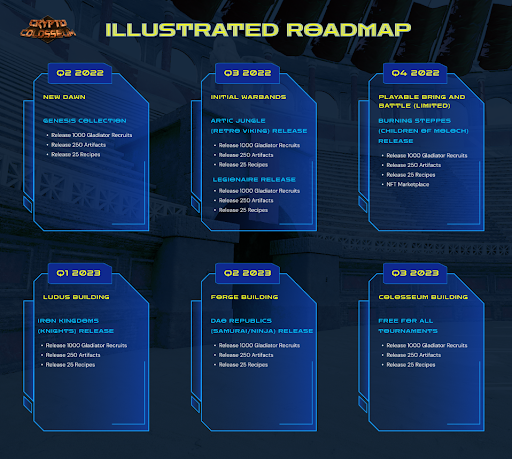 CRYPTO
COLOSSEUM
ILLUSTRATED ROADMAP
Q2 2022
NEW DAWN
GENESIS COLLECTION
• Release 1000 Gladiator Recruits
• Release 250 Artifacts
• Release 25 Recipes
Q3 2022
INITIAL WARBANDS
ARTIC JUNGLE
(RETRO VIKING) RELEASE
• Release 1000 Gladiator Recruits
• Release 250 Artifacts
• Release 25 Recipes
LEGIONAIRE RELEASE
• Release 1000 Gladiator Recruits
• Release 250 Artifacts
• Release 25 Recipes
Q4 2022
PLAYABLE BRING AND
BATTLE (LIMITED)
BURNING STEPPES
(CHILDREN OF MOLOCH)
RELEASE
• Release 1000 Gladiator Recruits
• Release 250 Artifacts
• Release 25 Recipes
• NFT Marketplace
Q1 2023
LUDUS BUILDING
IRON KINGDOMS
(KNIGHTS) RELEASE
• Release 1000 Gladiator Recruits
• Release 250 Artifacts
• Release 25 Recipes
Q2 2023
FORGE BUILDING
DAO REPUBLICS
(SAMURAI/NINJA) RELEASE
• Release 1000 Gladiator Recruits
• Release 250 Artifacts
• Release 25 Recipes
Q3 2023
COLOSSEUM BUILDING
FREE FOR ALL
TOURNAMENTS
• Release 1000 Gladiator Recruits
• Release 250 Artifacts
• Release 25 Recipes